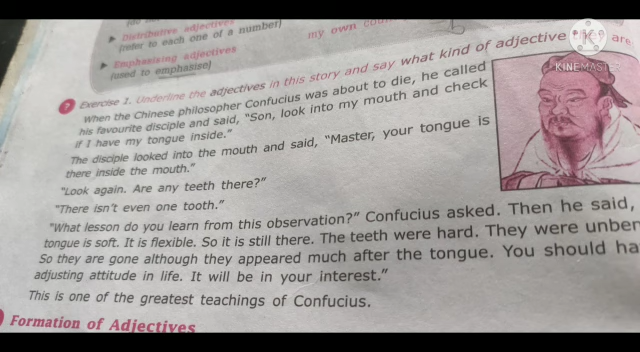 ▶ Distributive adjectives
(refer to each one of a number)
my own
▶ Emphasising adjectives
(used to emphasise)
KINEMASTER
? Exercise 1. Underline the adjectives in this story and say what kind of adjective they are
When the Chinese philosopher Confucius was about to die, he called
his favourite disciple and said, "Son, look into my mouth and check
if I have my tongue inside."
The disciple looked into the mouth and said, "Master, your tongue is
there inside the mouth."
"Look again. Are any teeth there?"
"There isn't even one tooth."
"What lesson do you learn from this observation?" Confucius asked. Then he said,
tongue is soft. It is flexible. So it is still there. The teeth were hard. They were unben
So they are gone although they appeared much after the tongue. You should ha
adjusting attitude in life. It will be in your interest."
This is one of the greatest teachings of Confucius.
Formation of Adjectives